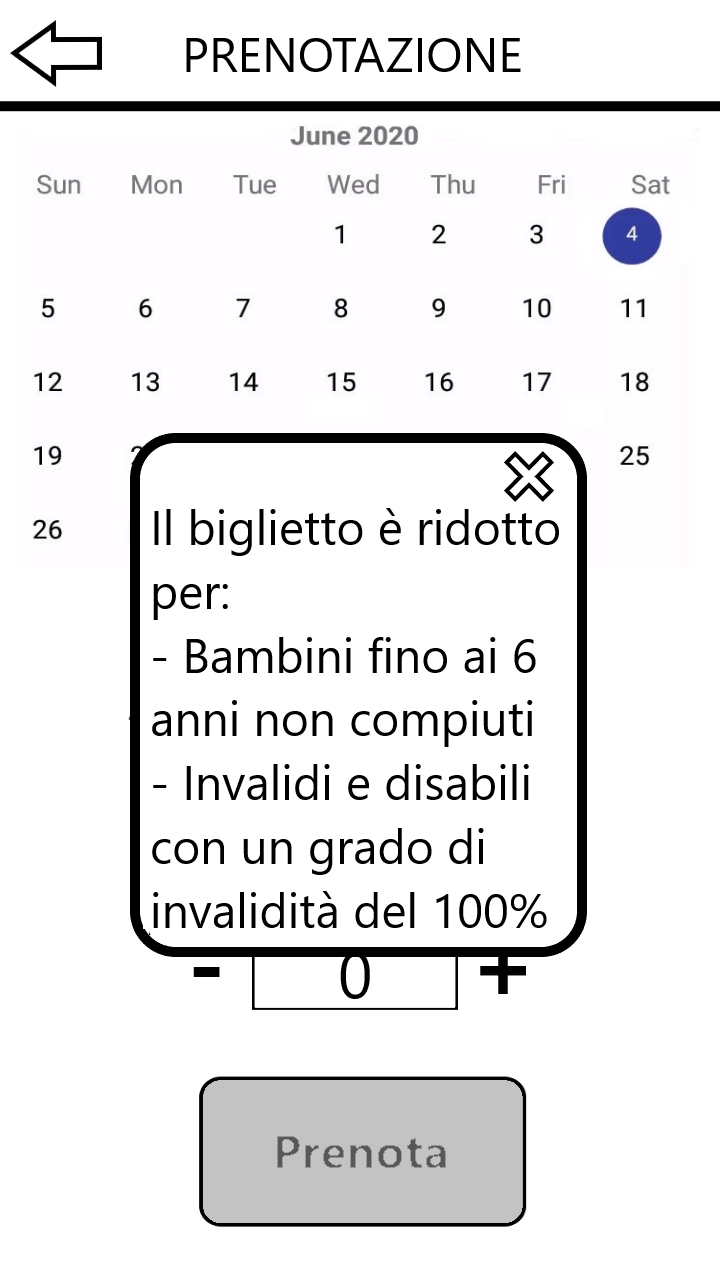 PRENOTAZIONE
June 2020
Sun Mon Tue Wed Thu Fri Sat
1 2 3 4
5 6 7 8 9 10 11
12 13 14 15 16 17 18
19 25
26
Il biglietto è ridotto
per:
- Bambini fino ai 6
anni non compiuti
- Invalidi e disabili
con un grado di
invalidità del 100%
- 0 +
Prenota